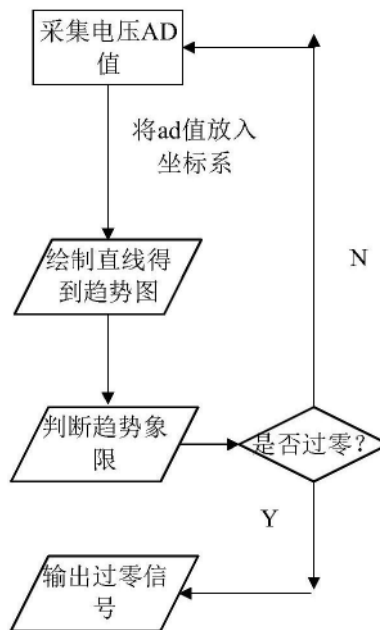 采集电压AD
值
将ad值放入
坐标系
绘制直线得
到趋势图
N
判断趋势象
限
是否过零?
Y
输出过零信
号